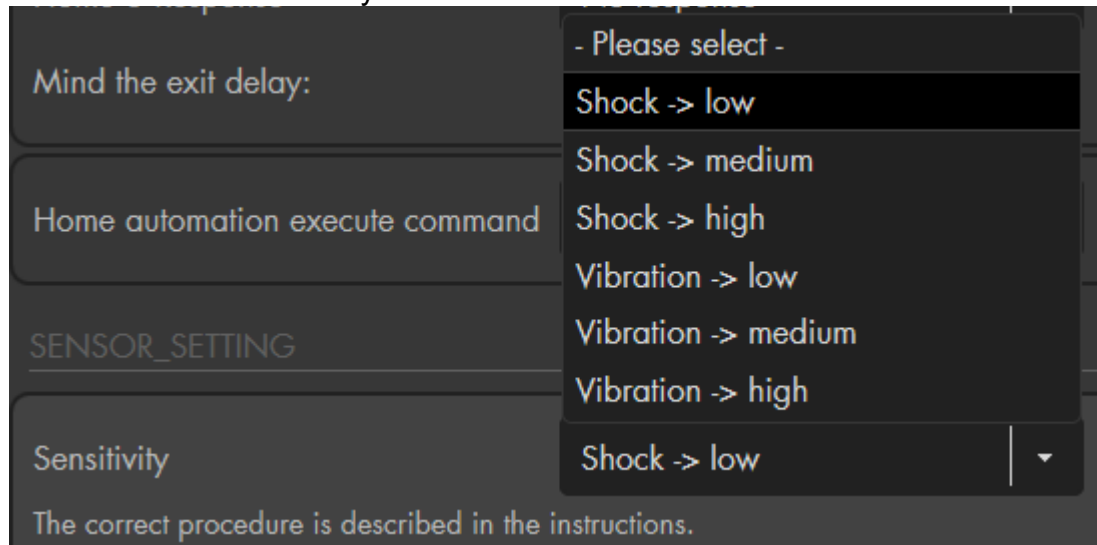 - Please select -
Mind the exit delay:
Shock -> low
Shock -> medium
Home automation execute command
Shock -> high
Vibration -> low
SENSOR_SETTING
Vibration -> medium
Vibration -> high
Sensitivity
Shock -> low
The correct procedure is described in the instructions.